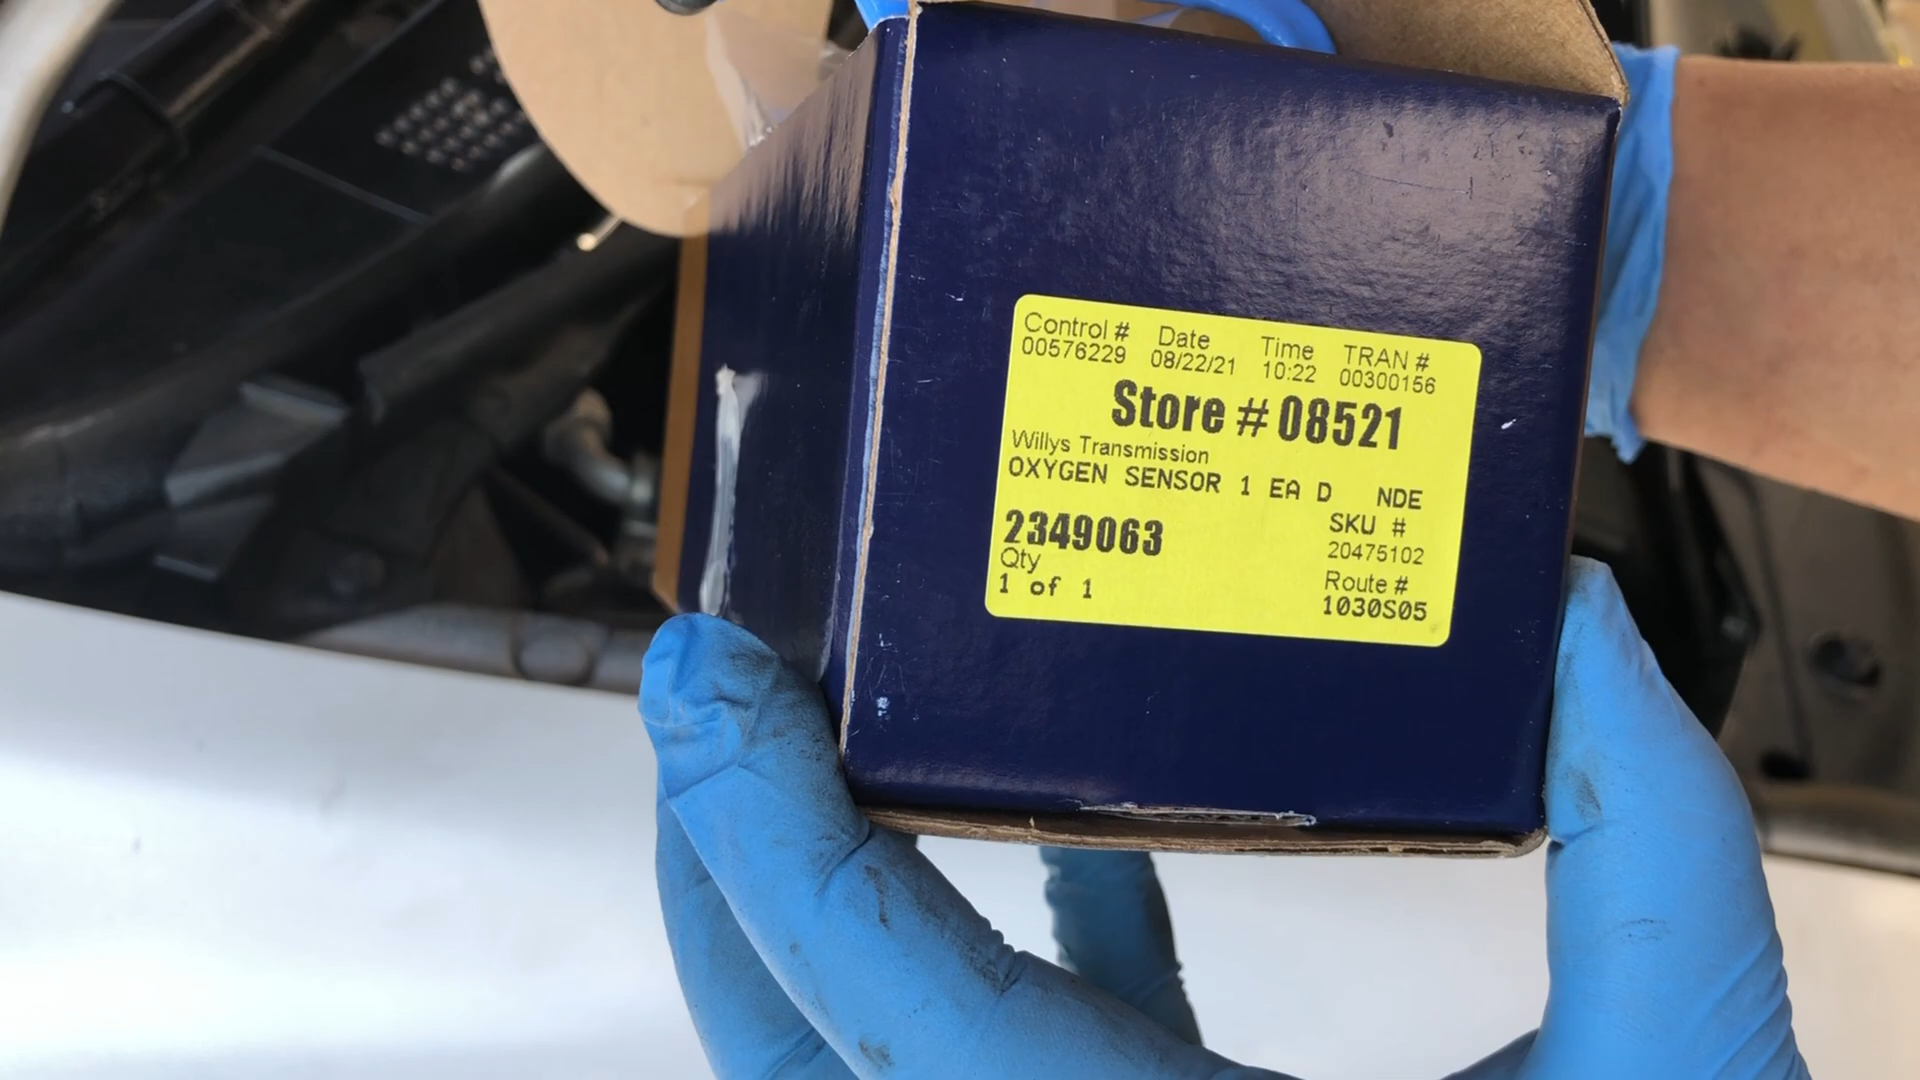 Control # Date Time TRAN #
00576229 08/22/21 10:22 00300156
Store # 08521
Willys Transmission
OXYGEN SENSOR 1 EA D NDE
SKU #
2349063 20475102
Qty Route #
1 of 1 1030S05